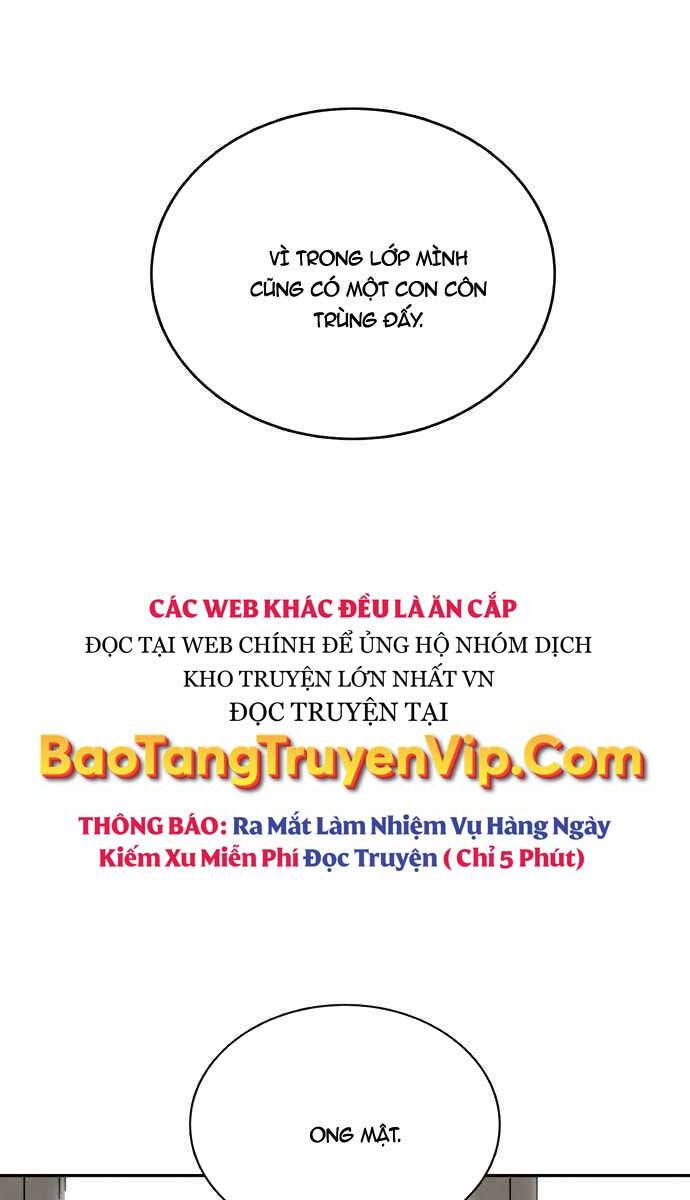 VÌ TRONG LỚP MÌNH
CŨNG CÓ MỘT CON CÔN
TRÙNG ĐẤY.
CÁC WEB KHÁC ĐỀU LÀ ĂN CẮP
ĐỌC TẠI WEB CHÍNH ĐỂ ỦNG HỘ NHÓM DỊCH
KHO TRUYỆN LỚN NHẤT VN
ĐỌC TRUYỆN TẠI
BaoTangTruyenVip.Com
THÔNG BÁO: Ra Mắt Làm Nhiệm Vụ Hàng Ngày
Kiếm Xu Miễn Phí Đọc Truyện ( Chỉ 5 Phút)
ONG MẬT.